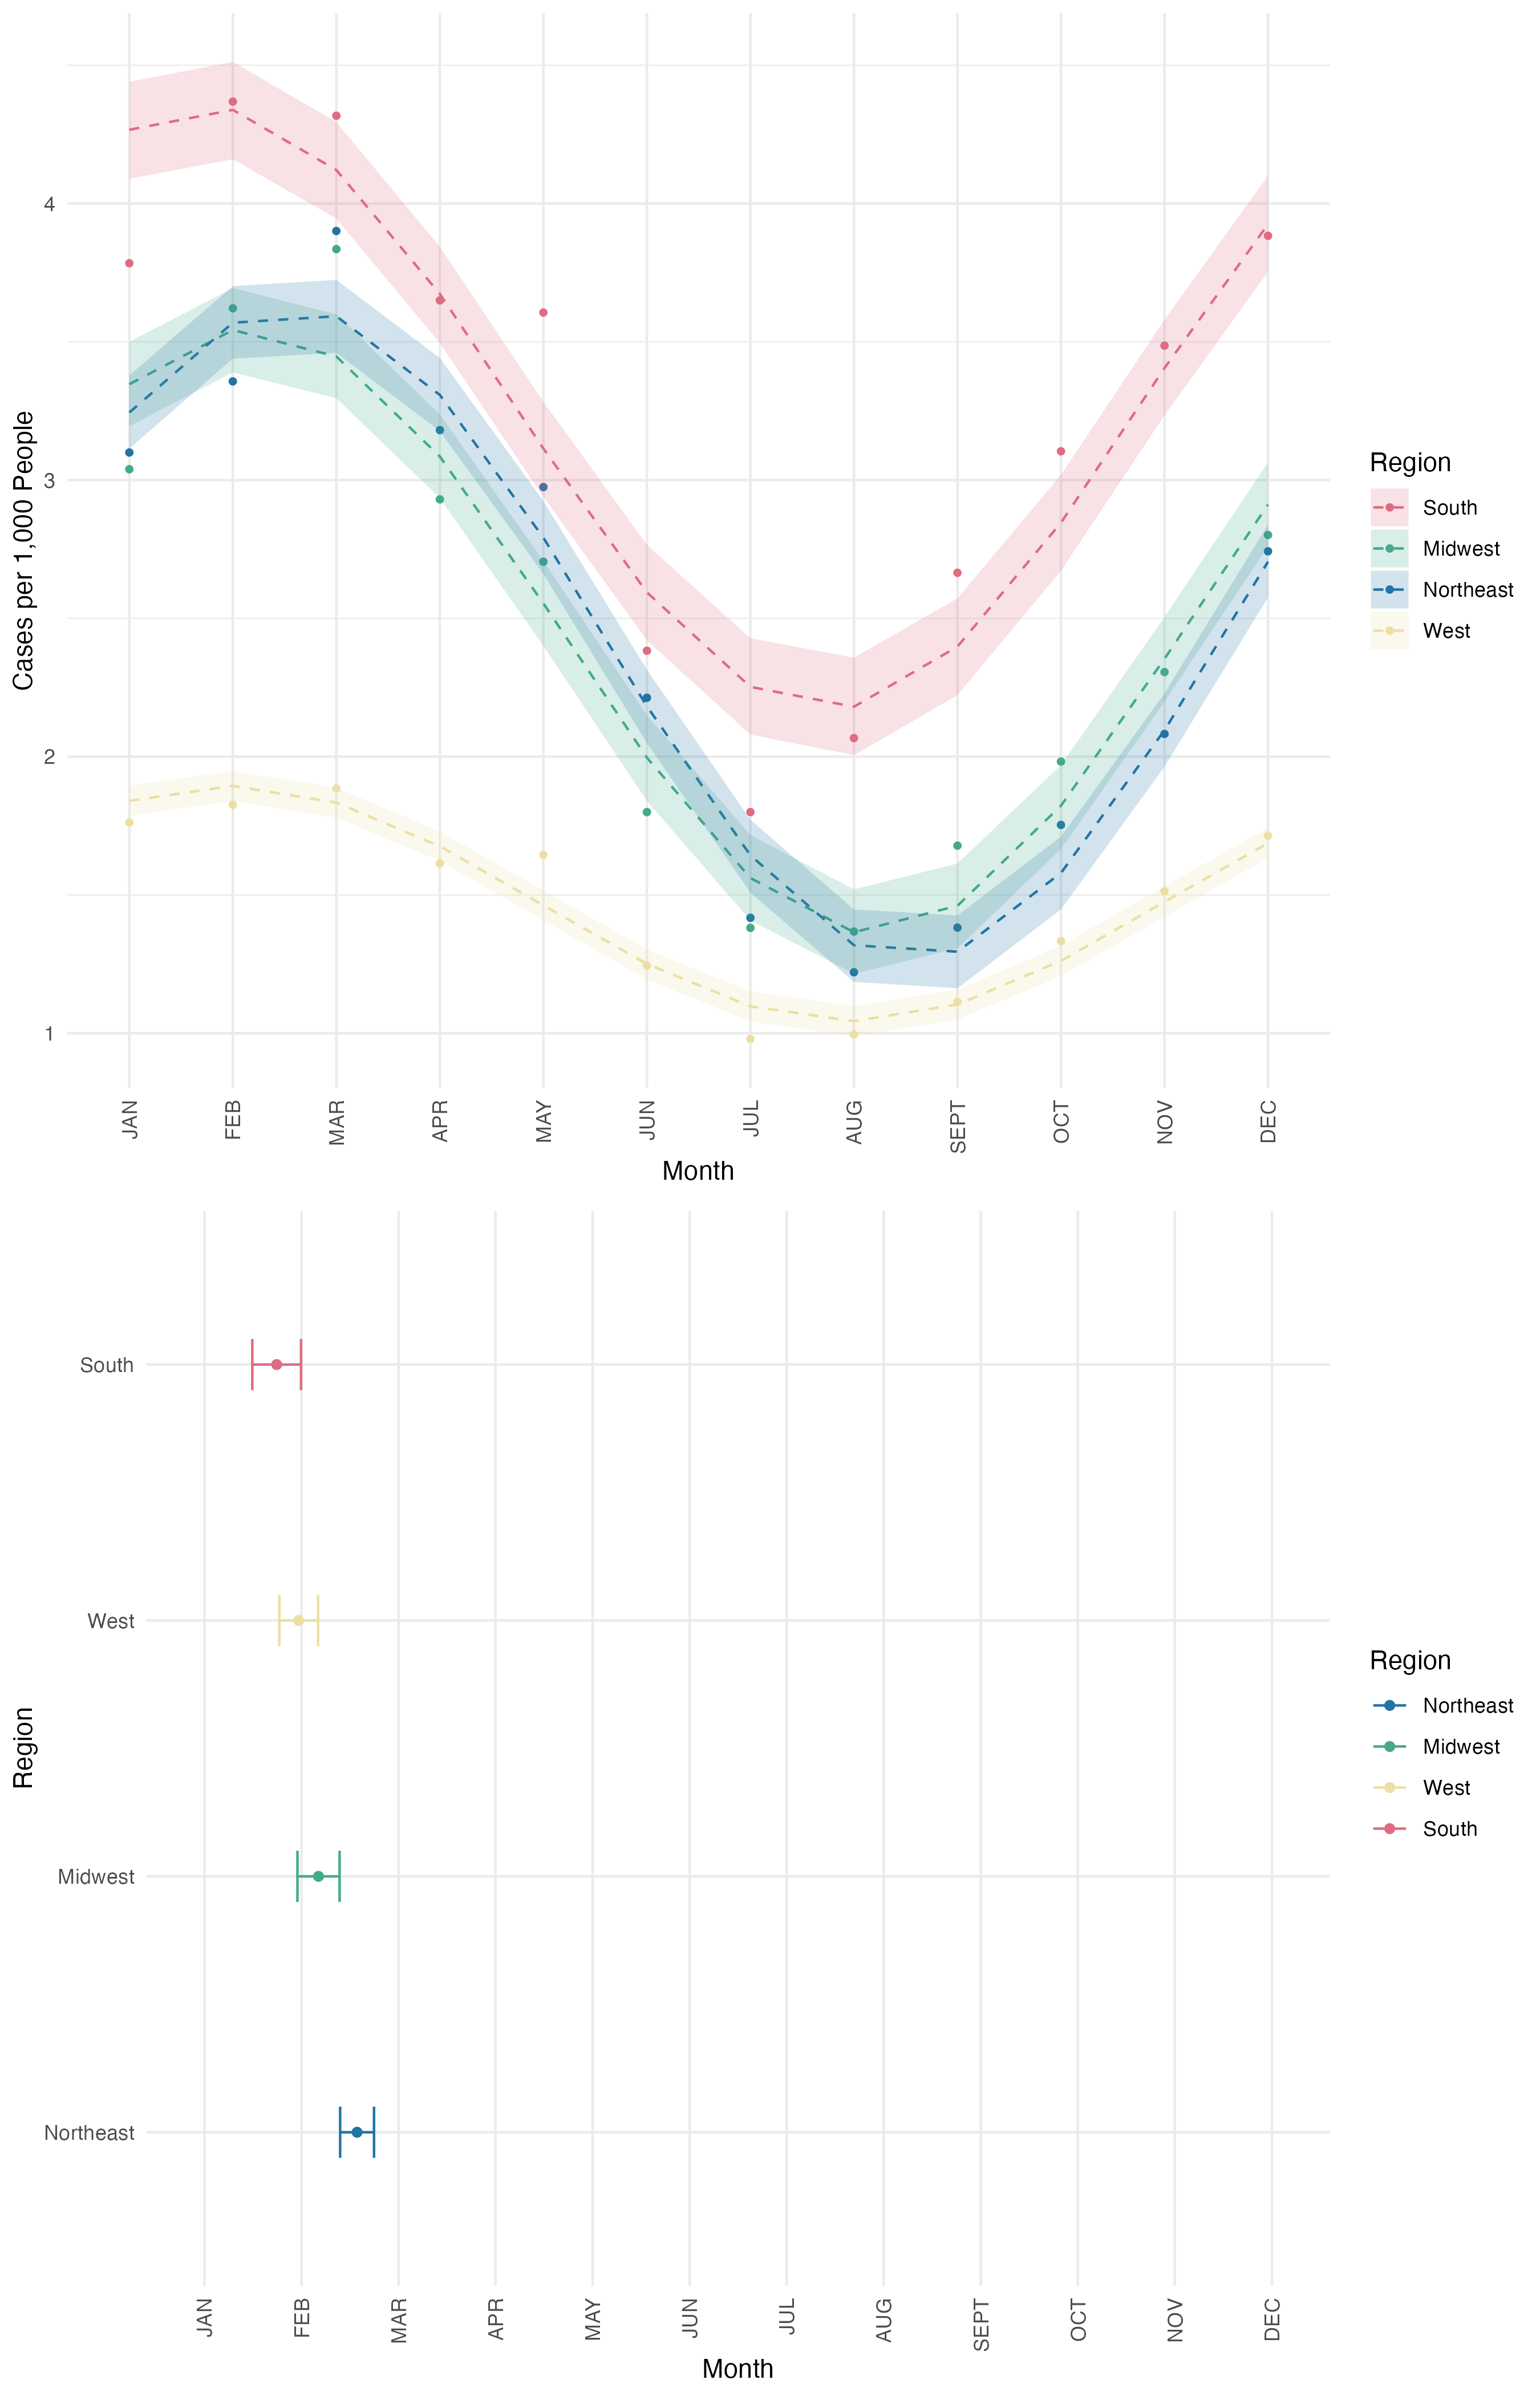 Cases per 1,000 People
4
3
2
1
JAN
FEB
MAR
APR
MAY
JUN
JUL
AUG
SEPT
OCT
NOV
DEC
Month
Region
South
Midwest
Northeast
West
Region
South
West
Midwest
Northeast
JAN
FEB
MAR
APR
MAY
JUN
JUL
AUG
SEPT
OCT
NOV
DEC
Month
Region
Northeast
Midwest
West
South